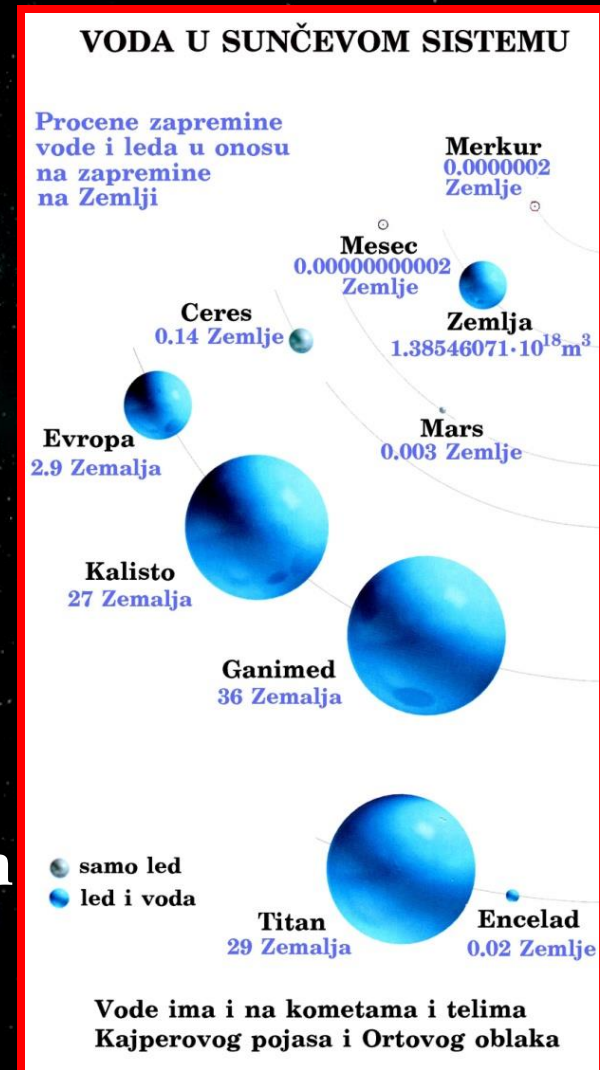 VODA U SUNČEVOM SISTEMU
Procene zapremine
vode i leda u onosu
na zapremine
na Zemlji
Merkur
0.0000002
Zemlje
Mesec
0.00000000002
Zemlje
Zemlja
1.38546071·10¹⁸m³
Ceres
0.14 Zemlje
Mars
0.003 Zemlje
Evropa
2.9 Zemalja
Kalisto
27 Zemalja
Ganimed
36 Zemalja
samo led
led i voda
Titan
29 Zemalja
Encelad
0.02 Zemlje
Vode ima i na kometama i telima
Kajperovog pojasa i Ortovog oblaka